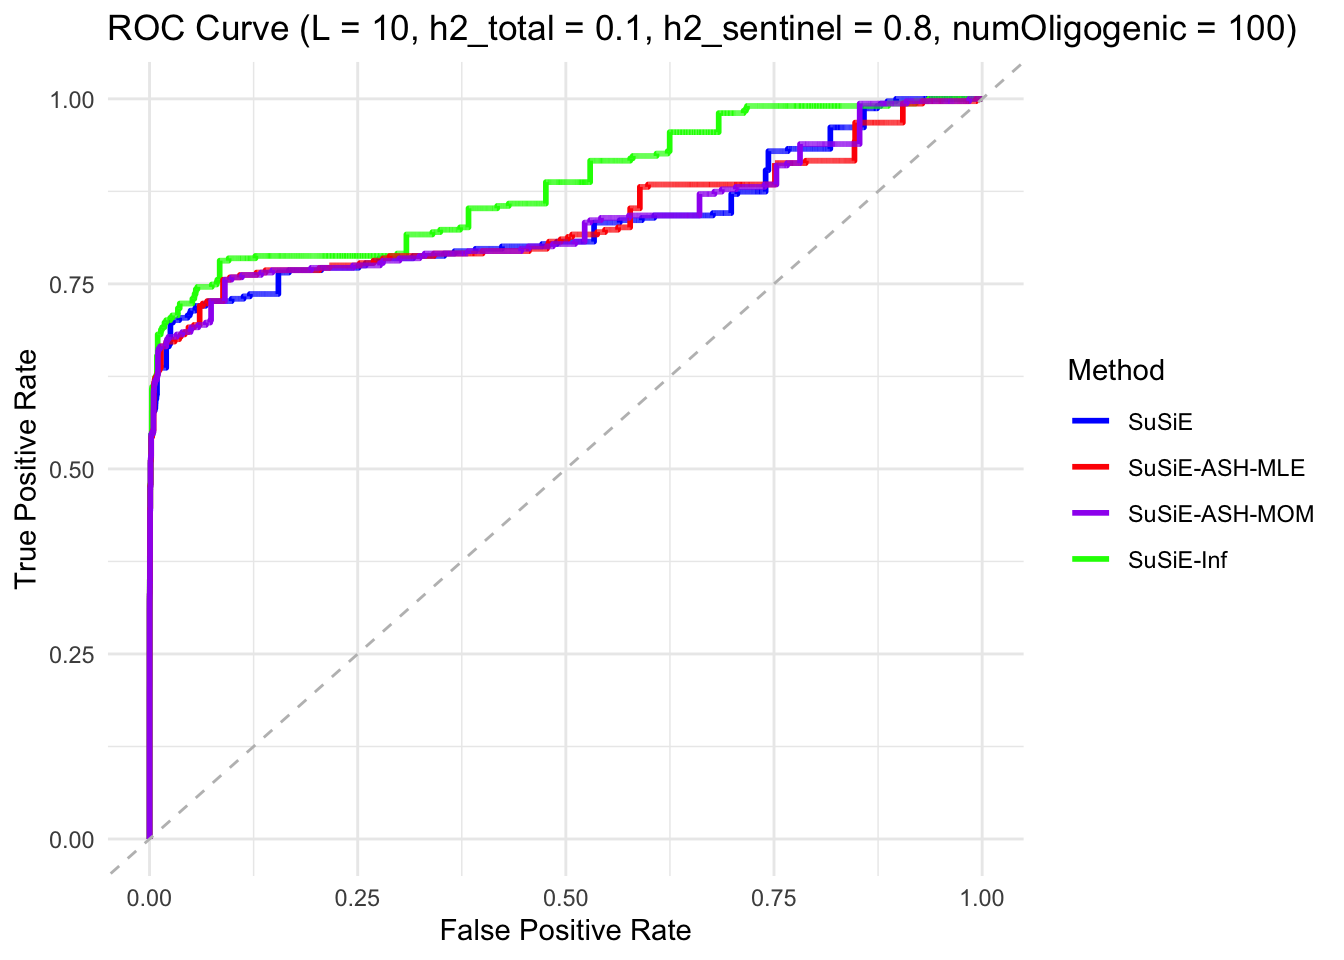 ROC Curve (L = 10, h2_total = 0.1, h2_sentinel = 0.8, numOligogenic = 100)
True Positive Rate
1.00
0.75
0.50
0.25
0.00
0.00 0.25 0.50 0.75 1.00
False Positive Rate
Method
SuSiE
SuSiE-ASH-MLE
SuSiE-ASH-MOM
SuSiE-Inf